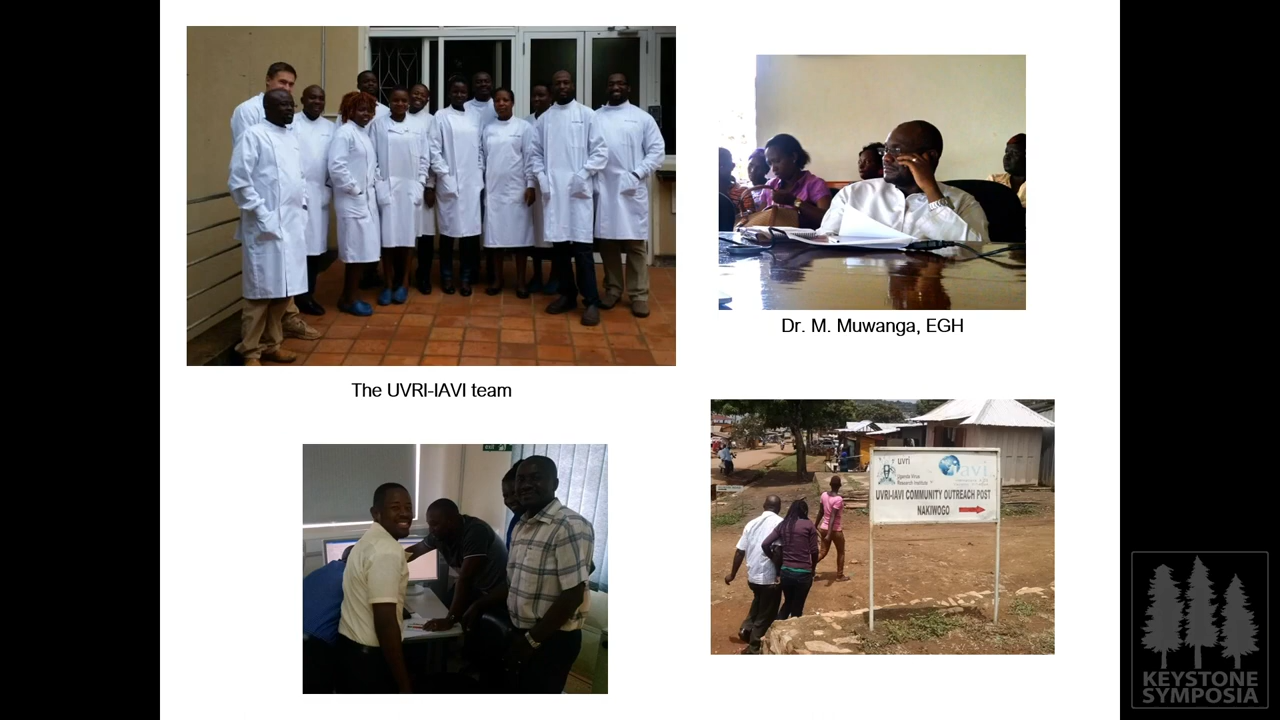 The UVRI-IAVI team
Dr. M. Muwanga, EGH
uvri
Uganda Virus
Research Institute
iavi
UVRI-IAVI COMMUNITY OUTREACH POST
NAKIWOGO
KEYSTONE
SYMPOSIA